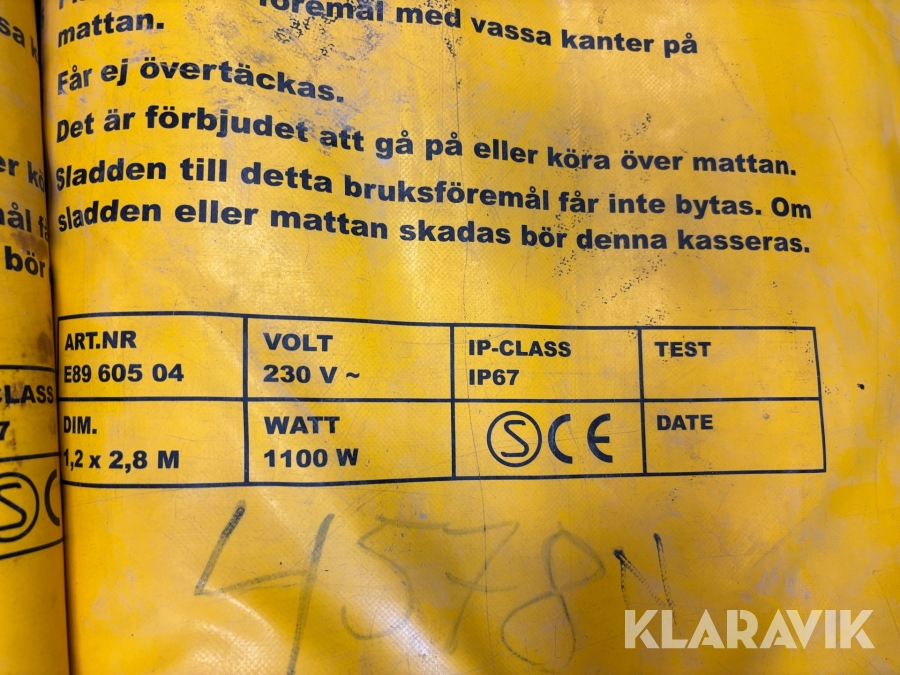 föremål med vassa kanter på
mattan.
Får ej övertäckas.
Det är förbjudet att gå på eller köra över mattan.
Sladden till detta bruksföremål får inte bytas. Om
sladden eller mattan skadas bör denna kasseras.
ART.NR
E89 605 04
VOLT
230 V ~
IP-CLASS
IP67
TEST
DIM.
1,2 x 2,8 M
WATT
1100 W
S CE
DATE
4578N
KLARAVIK